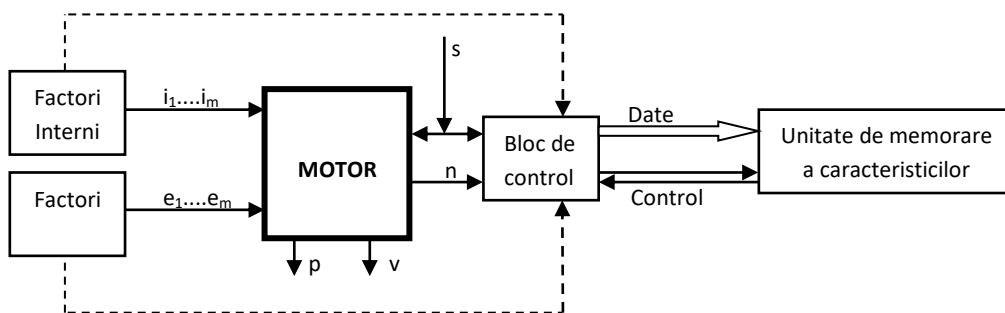 s
Factori
Interni
i₁....iₘ
MOTOR
Bloc de
control
Date
Unitate de memorare
a caracteristicilor
n
Control
Factori
e₁....eₘ
p
v